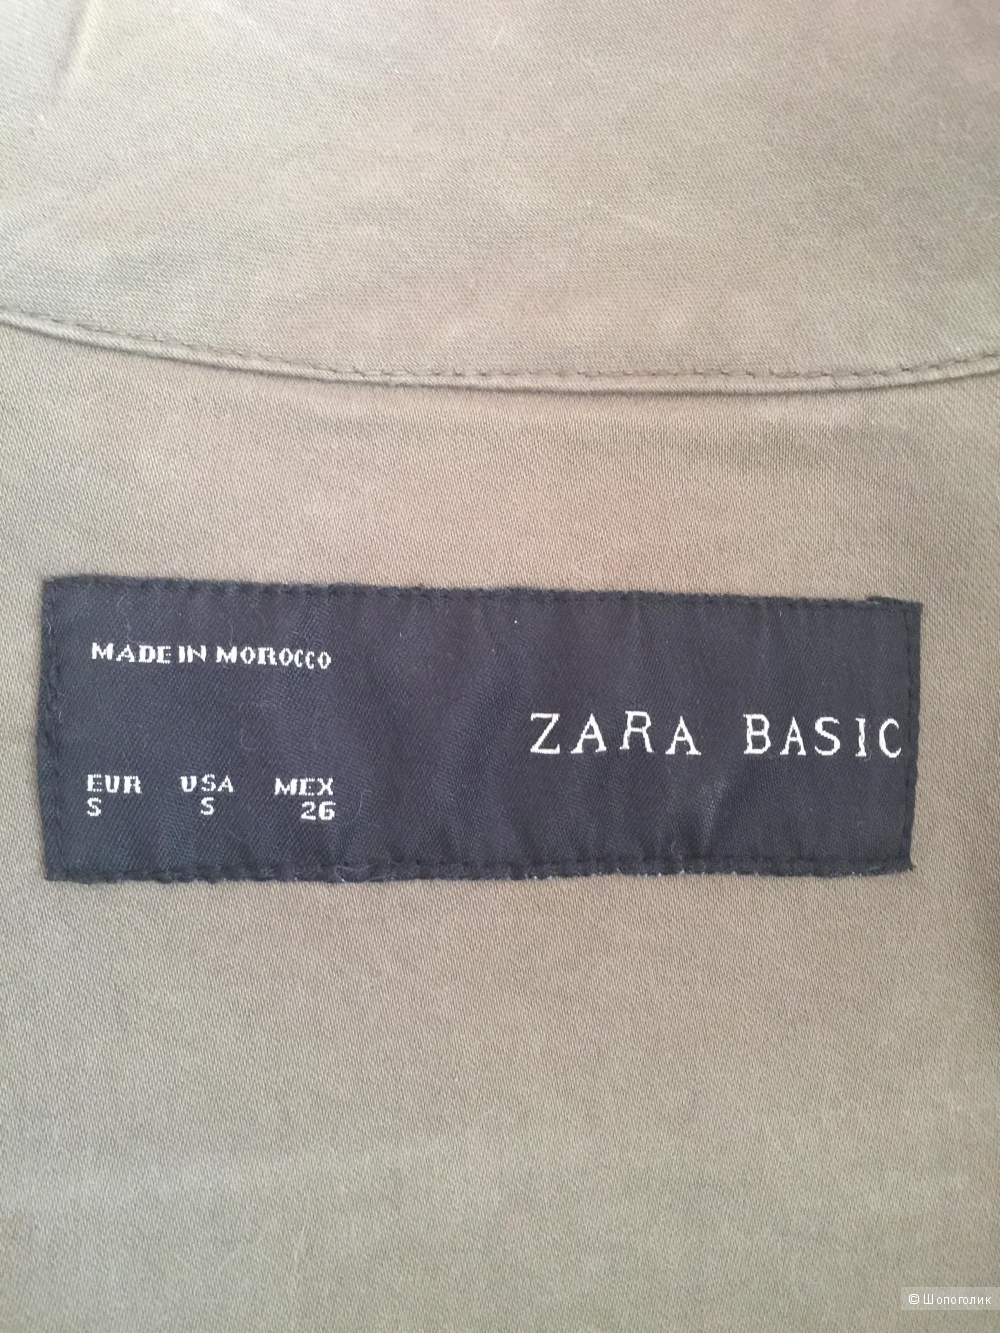 MADE IN MOROCCO
ZARA BASIC
EUR USA MEX
S S 26
© Шопоголик